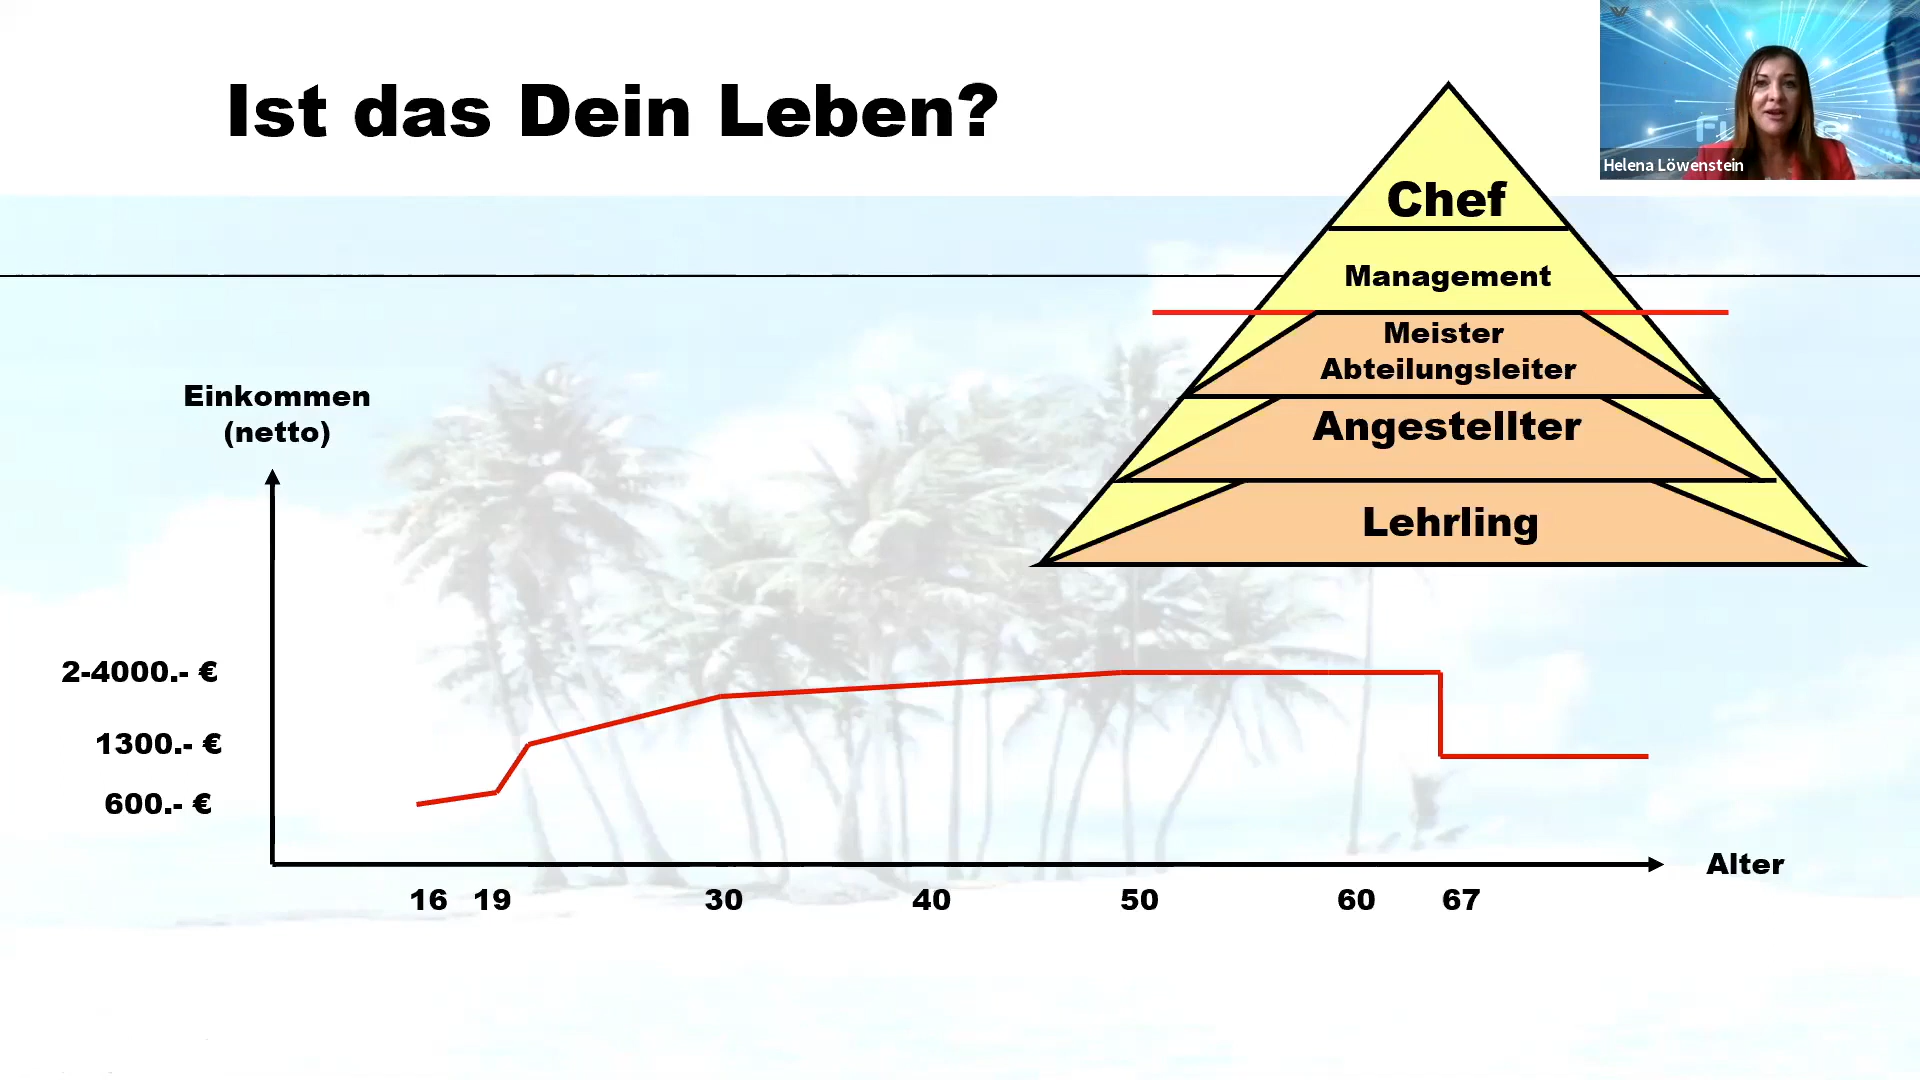 Ist das Dein Leben?
Helena Löwenstein
Chef
Management
Meister
Abteilungsleiter
Angestellter
Lehrling
Einkommen
(netto)
2-4000.- €
1300.- €
600.- €
Alter
16 19 30 40 50 60 67